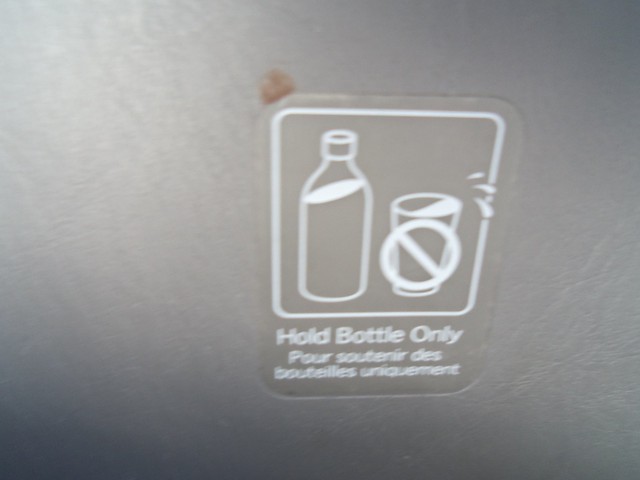 Hold Bottle Only
Pour soutenir des
bouteilles uniquement